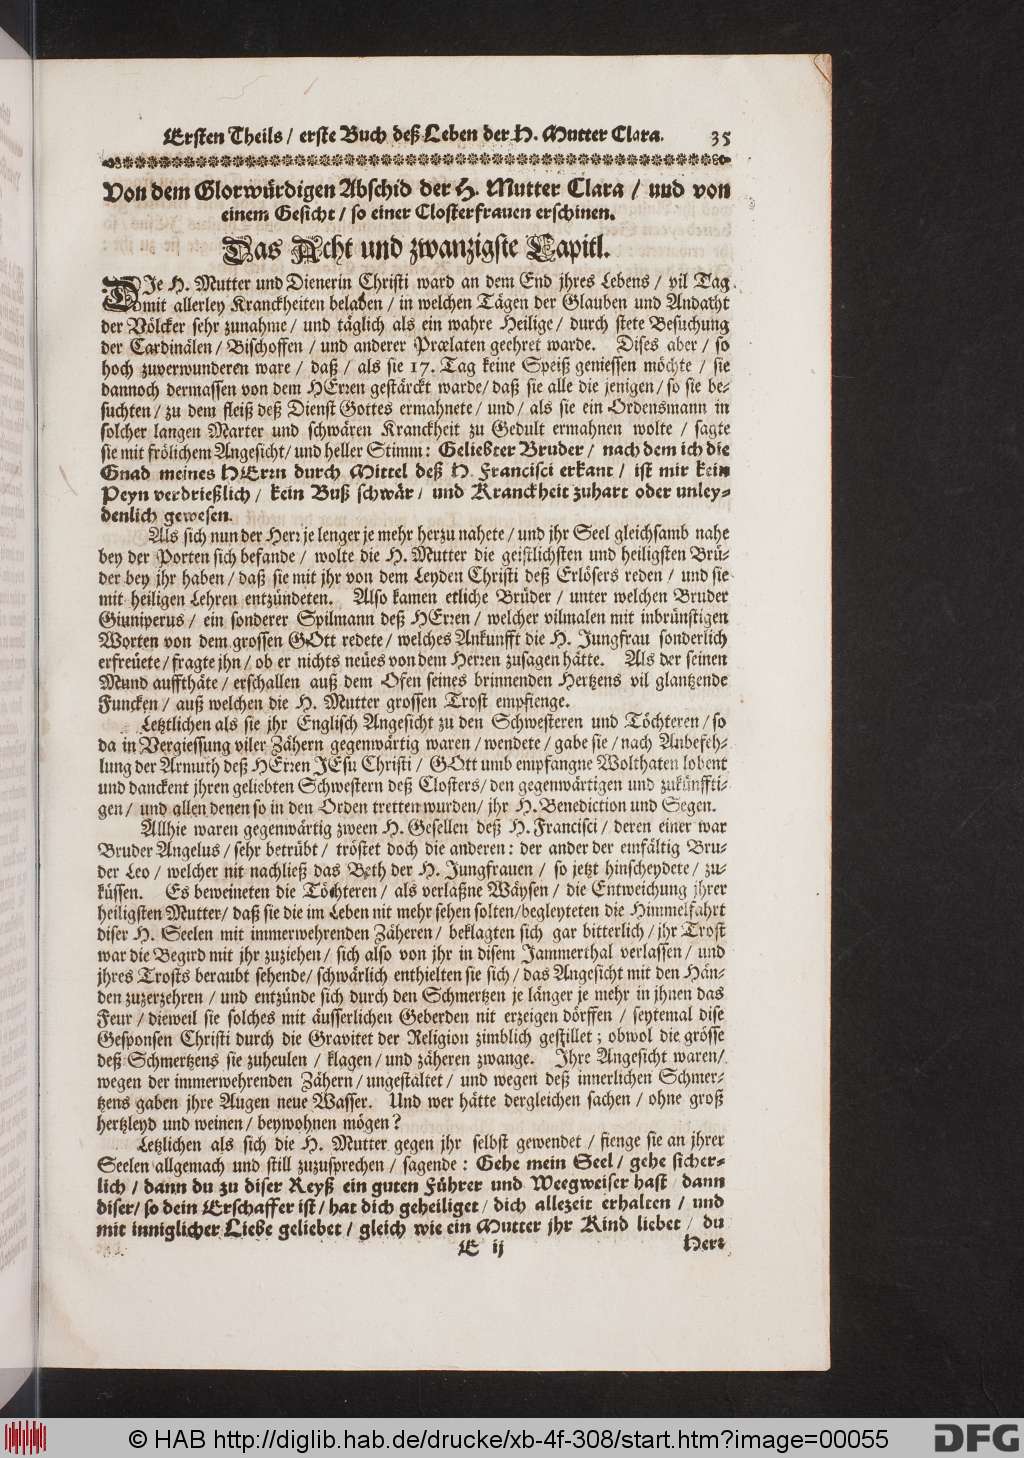 Ersten Theils / erste Buch deß Leben der H. Mutter Clara. 35
Von dem Glorwürdigen Abschid der H. Mutter Clara / und von
einem Gesicht / so einer Closterfrauen erschinen.
Das Acht und zwanzigste Capitl.
DIe H. Mutter und Dienerin Christi ward an dem End jhres Lebens / vil Tag
mit allerley Kranckheiten beladen / in welchen Tägen der Glauben und Andacht
der Völcker sehr zunahme / und täglich als ein wahre Heilige / durch stete Besuchung
der Cardinälen / Bischoffen / und anderer Prælaten geehret warde. Dises aber / so
hoch zuverwunderen ware / daß / als sie 17. Tag keine Speiß geniessen möchte / sie
dannoch dermassen von dem HErren gestärckt warde / daß sie alle die jenigen / so sie be-
suchten / zu dem fleiß deß Dienst Gottes ermahnete / und / als sie ein Ordensmann in
solcher langen Marter und schwären Kranckheit zu Gedult ermahnen wolte / sagte
sie mit frölichem Angesicht / und heller Stimm: Geliebter Bruder / nach dem ich die
Gnad meines HErrn durch Mittel deß H. Francisci erkant / ist mir kein
Peyn verdrießlich / kein Buß schwär / und Kranckheit zuhart oder unley-
denlich gewesen.
Als sich nun der Herr je lenger je mehr herzu nahete / und jhr Seel gleichsamb nahe
bey der Porten sich befande / wolte die H. Mutter die geistlichsten und heiligsten Brü-
der bey jhr haben / daß sie mit jhr von dem Leyden Christi deß Erlösers reden / und sie
mit heiligen Lehren entzündeten. Also kamen etliche Brüder / unter welchen Bruder
Giuniperus / ein sonderer Spilmann deß HErren / welcher vilmalen mit inbrünstigen
Worten von dem grossen GOtt redete / welches Ankunfft die H. Jungfrau sonderlich
erfreüete / fragte jhn / ob er nichts neües von dem Herren zusagen hätte. Als der seinen
Mund auffthäte / erschallen auß dem Ofen seines brinnenden Hertzens vil glantzende
Funcken / auß welchen die H. Mutter grossen Trost empfienge.
Letztlichen als sie jhr Englisch Angesicht zu den Schwesteren und Töchteren / so
da in Vergiessung viler Zähern gegenwärtig waren / wendete / gabe sie / nach Anbefeh-
lung der Armuth deß HErren JEsu Christi / GOtt umb empfangne Wolthaten lobent
und danckent jhren geliebten Schwestern deß Closters / den gegenwärtigen und zukünffti-
gen / und allen denen so in den Orden tretten wurden / jhr H. Benediction und Segen.
Allhie waren gegenwärtig zween H. Gesellen deß H. Francisci / deren einer war
Bruder Angelus / sehr betrübt / tröstet doch die anderen: der ander der einfältig Bru-
der Leo / welcher nit nachließ das Beth der H. Jungfrauen / so jetzt hinscheydete / zu-
küssen. Es beweineten die Töchteren / als verlaßne Wäysen / die Entweichung jhrer
heiligsten Mutter / daß sie die im Leben nit mehr sehen solten / begleyteten die Himmelfahrt
diser H. Seelen mit immerwehrenden Zäheren / beklagten sich gar bitterlich / jhr Trost
war die Begird mit jhr zuziehen / sich also von jhr in disem Jammerthal verlassen / und
jhres Trosts beraubt sehende / schwärlich enthielten sie sich / das Angesicht mit den Hän-
den zuzerzehren / und entzünde sich durch den Schmertzen je länger je mehr in jhnen das
Feur / dieweil sie solches mit äusserlichen Geberden nit erzeigen dörffen / seytemal dise
Gesponsen Christi durch die Gravitet der Religion zimblich gestillet; obwol die grösse
deß Schmertzens sie zuheulen / klagen / und zäheren zwange. Ihre Angesicht waren /
wegen der immerwehrenden Zähern / ungestaltet / und wegen deß innerlichen Schmer-
tzens gaben jhre Augen neue Wasser. Und wer hätte dergleichen sachen / ohne groß
hertzleyd und weinen / beywohnen mögen?
Letzlichen als sich die H. Mutter gegen jhr selbst gewendet / fienge sie an jhrer
Seelen allgemach und still zuzusprechen / sagende: Gehe mein Seel / gehe sicher-
lich / dann du zu diser Reyß ein guten Führer und Weegweiser hast / dann
diser / so dein Erschaffer ist / hat dich geheiliget / dich allezeit erhalten / und
mit inniglicher Liebe geliebet / gleich wie ein Mutter jhr Kind liebet / du
E ij Herr
© HAB http://diglib.hab.de/drucke/xb-4f-308/start.htm?image=00055
DFG